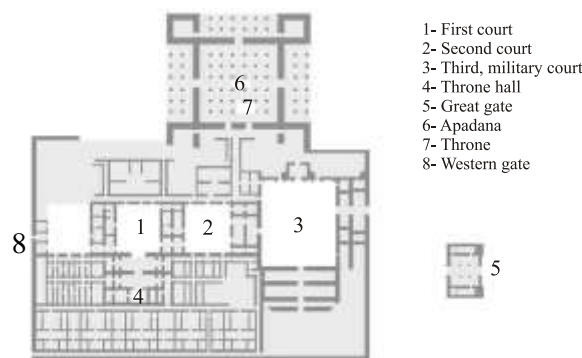 1- First court
2- Second court
3- Third, military court
4- Throne hall
5- Great gate
6- Apadana
7- Throne
8- Western gate
6
7
1
2
3
8
5
4